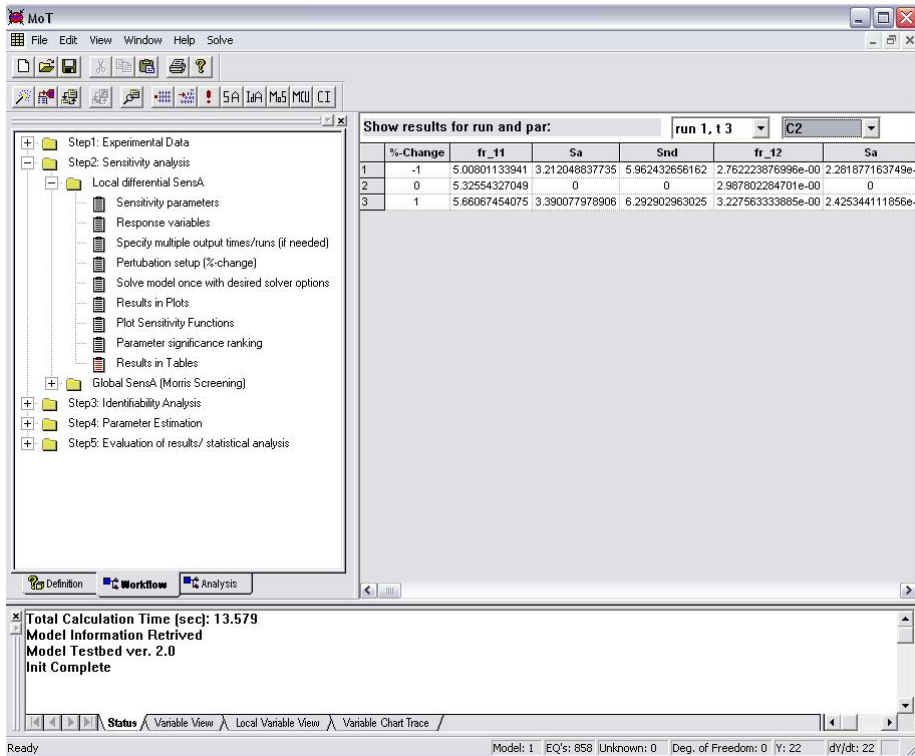 MoT
File Edit View Window Help Solve
SA IdA MoS MCU CI
Step1: Experimental Data
Step2: Sensitivity analysis
Local differential SensA
Sensitivity parameters
Response variables
Specify multiple output times/runs (if needed)
Pertubation setup (%-change)
Solve model once with desired solver options
Results in Plots
Plot Sensitivity Functions
Parameter significance ranking
Results in Tables
Global SensA (Morris Screening)
Step3: Identifiability Analysis
Step4: Parameter Estimation
Step5: Evaluation of results/ statistical analysis
Definition Workflow Analysis
Show results for run and par: run 1, t 3 C2
%-Change fr_11 Sa Snd fr_12 Sa
1 -1 5.00801133941 3.212048837735 5.962432656162 2.762223876996e-00 2.281877163749e-
2 0 5.32554327049 0 0 2.987802284701e-00 0
3 1 5.66067454075 3.390077978906 6.292902963025 3.227563333885e-00 2.425344111856e-
Total Calculation Time (sec): 13.579
Model Information Retrived
Model Testbed ver. 2.0
Init Complete
Status Variable View Local Variable View Variable Chart Trace
Ready Model: 1 EQ's: 858 Unknown: 0 Deg. of Freedom: 0 Y: 22 dY/dt: 22